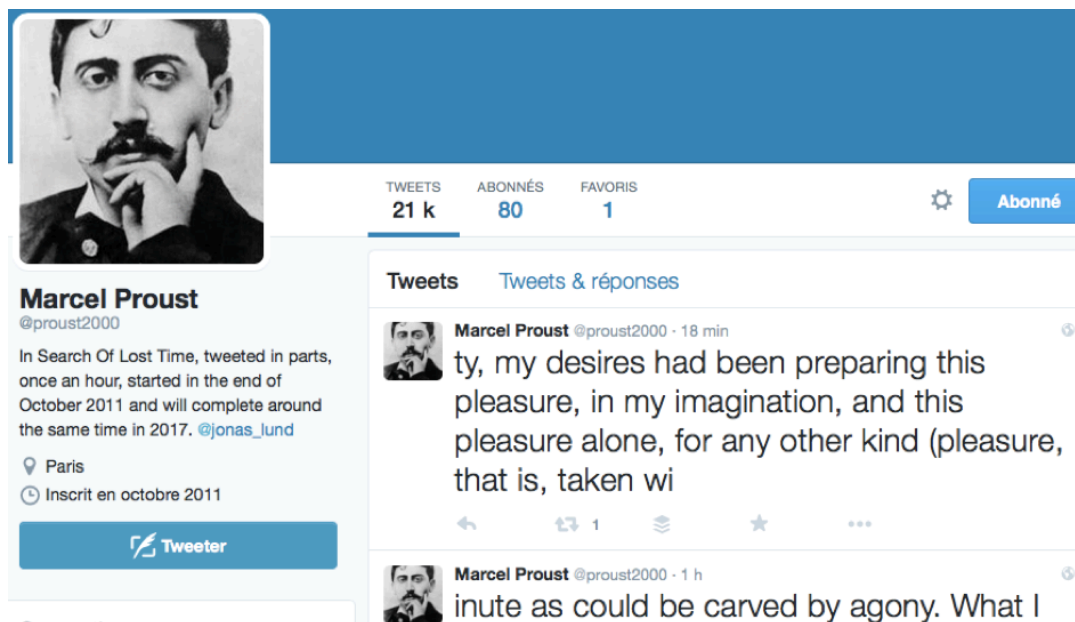 TWEETS ABONNÉS FAVORIS
21 k 80 1
Abonné
Marcel Proust
@proust2000
In Search Of Lost Time, tweeted in parts,
once an hour, started in the end of
October 2011 and will complete around
the same time in 2017. @jonas_lund
Paris
Inscrit en octobre 2011
Tweeter
Tweets Tweets & réponses
Marcel Proust @proust2000 · 18 min
ty, my desires had been preparing this
pleasure, in my imagination, and this
pleasure alone, for any other kind (pleasure,
that is, taken wi
1
Marcel Proust @proust2000 · 1 h
inute as could be carved by agony. What I